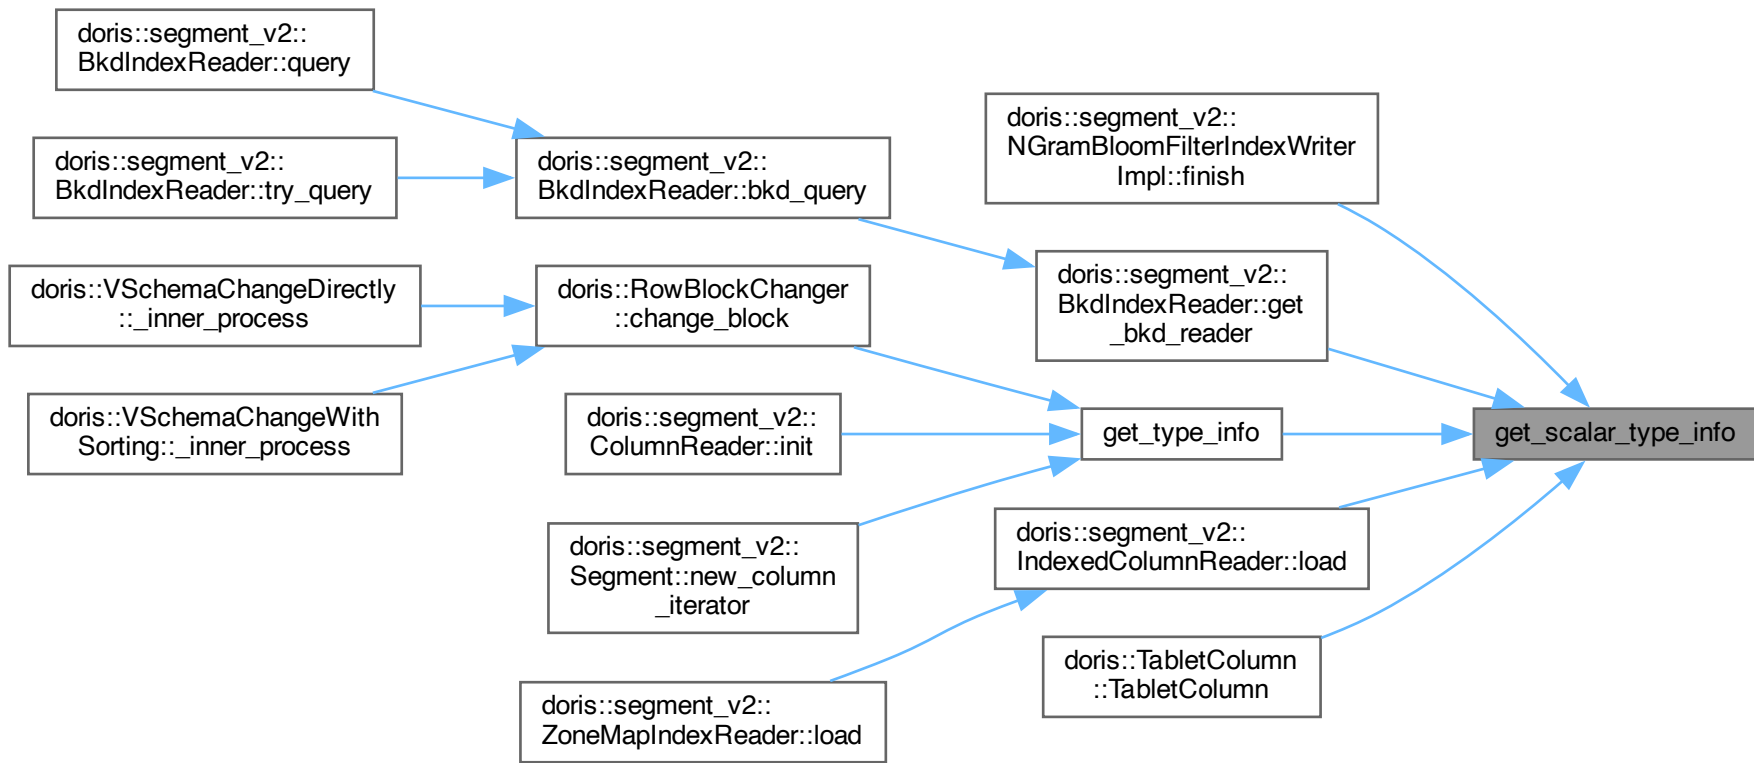 doris::segment_v2::
BkdIndexReader::query
doris::segment_v2::
BkdIndexReader::try_query
doris::VSchemaChangeDirectly
::_inner_process
doris::VSchemaChangeWith
Sorting::_inner_process
doris::segment_v2::
BkdIndexReader::bkd_query
doris::RowBlockChanger
::change_block
doris::segment_v2::
ColumnReader::init
doris::segment_v2::
Segment::new_column
_iterator
doris::segment_v2::
ZoneMapIndexReader::load
doris::segment_v2::
NGramBloomFilterIndexWriter
Impl::finish
doris::segment_v2::
BkdIndexReader::get
_bkd_reader
get_type_info
doris::segment_v2::
IndexedColumnReader::load
doris::TabletColumn
::TabletColumn
get_scalar_type_info